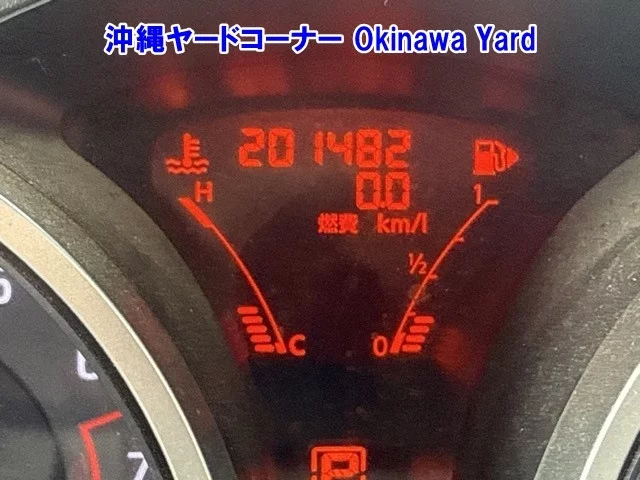 沖縄ヤードコーナー Okinawa Yard
201482
H 0.0 1
燃費 km/l
1/2
C 0
P